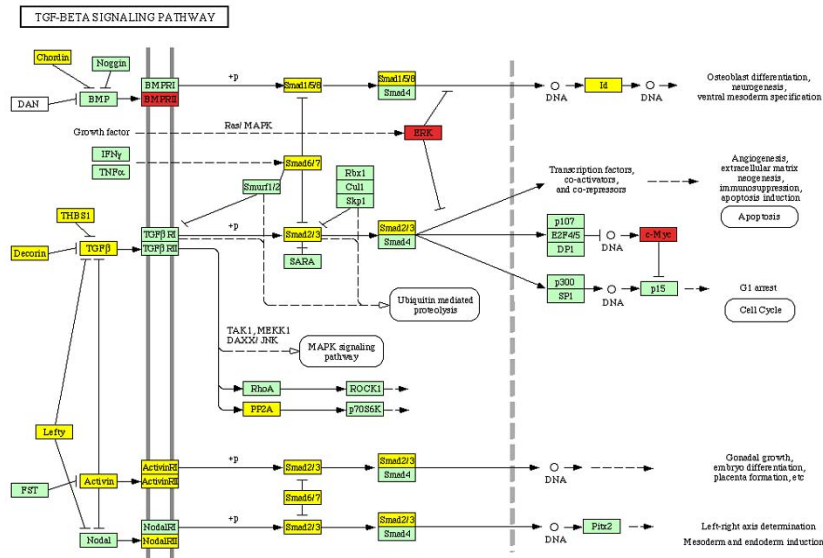 TGF-BETA SIGNALING PATHWAY
Chordin
Noggin
DAN
BMP
BMPRI
BMPRII
+p
Smad1/5/8
Smad1/5/8
Smad4
DNA
Id
DNA
Osteoblast differentiation,
neurogenesis,
ventral mesoderm specification
Growth factor
Ras/ MAPK
ERK
IFNγ
TNFα
Smad6/7
Smurf1/2
Rbx1
Cul1
Skp1
Transcription factors,
co-activators,
and co-repressors
Angiogenesis,
extracellular matrix
neogenesis,
immunosuppression,
apoptosis induction
Apoptosis
THBS1
Decorin
TGFβ
TGFβ RI
TGFβ RII
+p
Smad2/3
SARA
Smad2/3
Smad4
p107
E2F4/5
DP1
DNA
c-Myc
p300
SP1
DNA
p15
G1 arrest
Cell Cycle
Ubiquitin mediated
proteolysis
TAK1, MEKK1
DAXX/ JNK
MAPK signaling
pathway
RhoA
ROCK1
PP2A
p70S6K
Lefty
FST
Activin
ActivinRI
ActivinRII
+p
Smad2/3
Smad2/3
Smad4
DNA
Gonadal growth,
embryo differentiation,
placenta formation, etc
Smad6/7
Nodal
NodalRI
NodalRII
+p
Smad2/3
Smad2/3
Smad4
DNA
Pitx2
Left-right axis determination
Mesoderm and endoderm induction